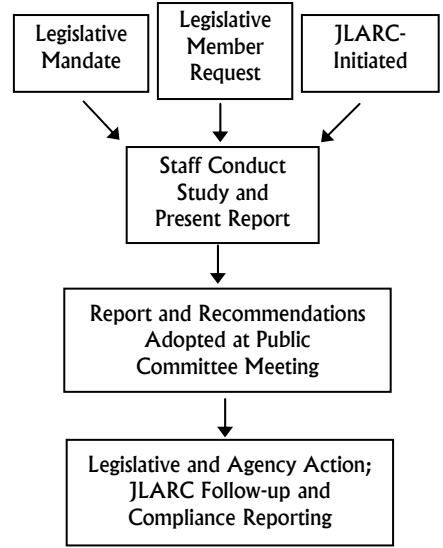 Legislative
Mandate
Legislative
Member
Request
JLARC-
Initiated
Staff Conduct
Study and
Present Report
Report and Recommendations
Adopted at Public
Committee Meeting
Legislative and Agency Action;
JLARC Follow-up and
Compliance Reporting